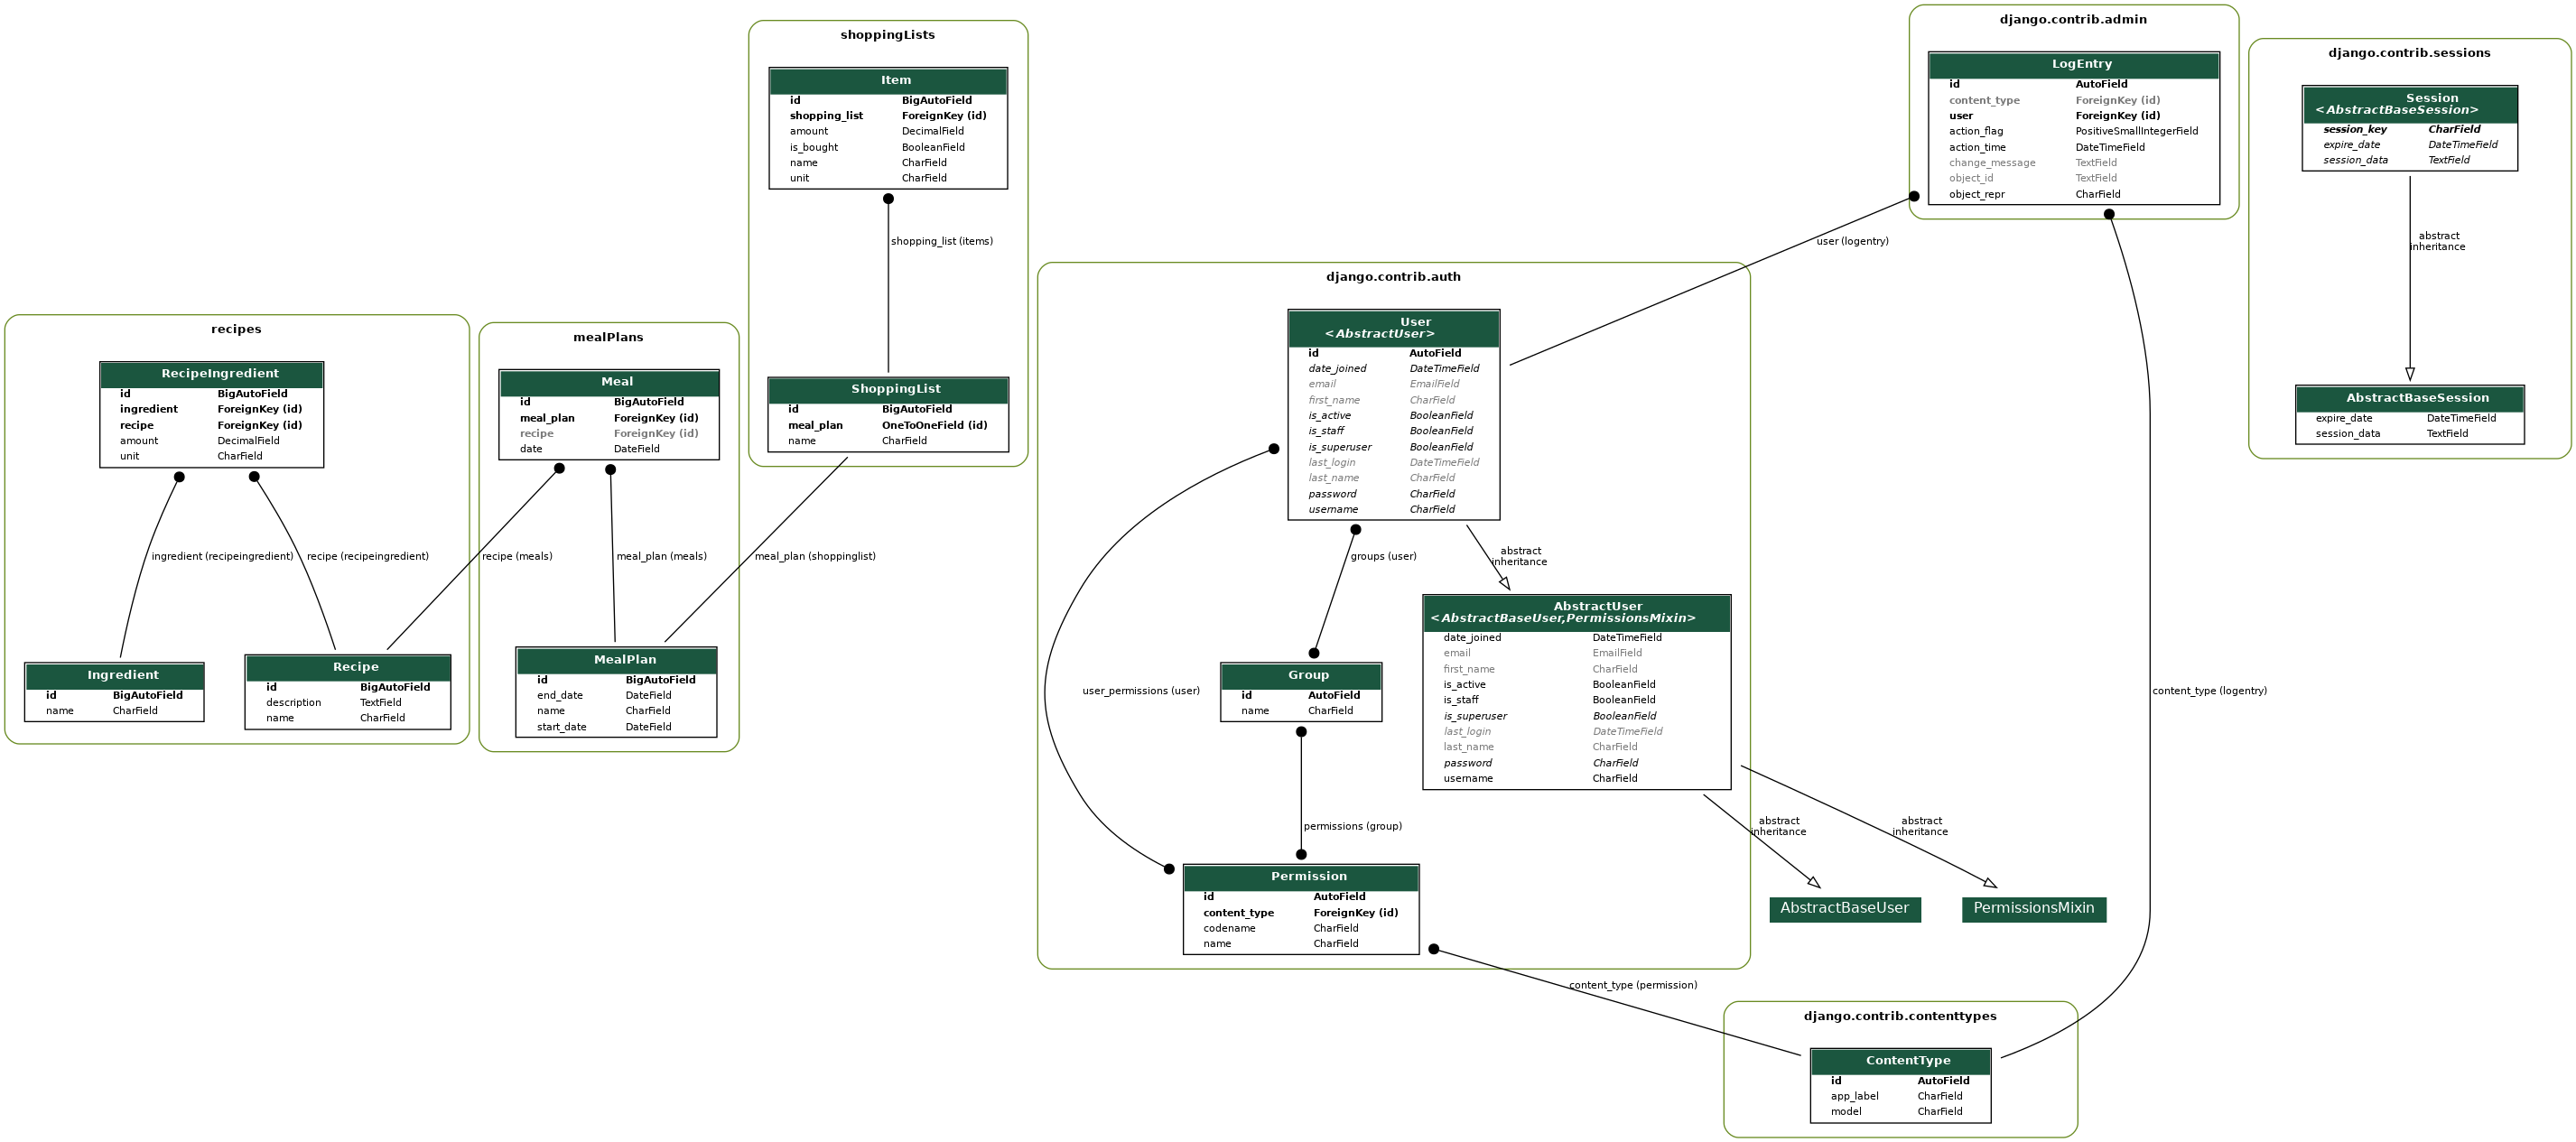 shoppingLists
Item
id BigAutoField
shopping_list ForeignKey (id)
amount DecimalField
is_bought BooleanField
name CharField
unit CharField
shopping_list (items)
ShoppingList
id BigAutoField
meal_plan OneToOneField (id)
name CharField
meal_plan (shoppinglist)
recipes
RecipeIngredient
id BigAutoField
ingredient ForeignKey (id)
recipe ForeignKey (id)
amount DecimalField
unit CharField
ingredient (recipeingredient)
recipe (recipeingredient)
Ingredient
id BigAutoField
name CharField
Recipe
id BigAutoField
description TextField
name CharField
mealPlans
Meal
id BigAutoField
meal_plan ForeignKey (id)
recipe ForeignKey (id)
date DateField
recipe (meals)
meal_plan (meals)
MealPlan
id BigAutoField
end_date DateField
name CharField
start_date DateField
django.contrib.auth
User
<AbstractUser>
id AutoField
date_joined DateTimeField
email EmailField
first_name CharField
is_active BooleanField
is_staff BooleanField
is_superuser BooleanField
last_login DateTimeField
last_name CharField
password CharField
username CharField
groups (user)
abstract
inheritance
user_permissions (user)
Group
id AutoField
name CharField
AbstractUser
<AbstractBaseUser,PermissionsMixin>
date_joined DateTimeField
email EmailField
first_name CharField
is_active BooleanField
is_staff BooleanField
is_superuser BooleanField
last_login DateTimeField
last_name CharField
password CharField
username CharField
permissions (group)
Permission
id AutoField
content_type ForeignKey (id)
codename CharField
name CharField
abstract
inheritance
abstract
inheritance
AbstractBaseUser
PermissionsMixin
content_type (permission)
django.contrib.admin
LogEntry
id AutoField
content_type ForeignKey (id)
user ForeignKey (id)
action_flag PositiveSmallIntegerField
action_time DateTimeField
change_message TextField
object_id TextField
object_repr CharField
user (logentry)
content_type (logentry)
django.contrib.contenttypes
ContentType
id AutoField
app_label CharField
model CharField
django.contrib.sessions
Session
<AbstractBaseSession>
session_key CharField
expire_date DateTimeField
session_data TextField
abstract
inheritance
AbstractBaseSession
expire_date DateTimeField
session_data TextField